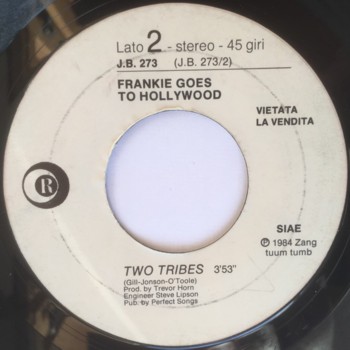 Lato 2 - stereo - 45 giri
J.B. 273 (J.B. 273/2)
FRANKIE GOES
TO HOLLYWOOD
VIETATA
LA VENDITA
R
SIAE
℗ 1984 Zang
tuum tumb
TWO TRIBES 3'53"
(Gill-Jonson-O'Toole)
Prod. by Trevor Horn
Engineer Steve Lipson
Pub. by Perfect Songs